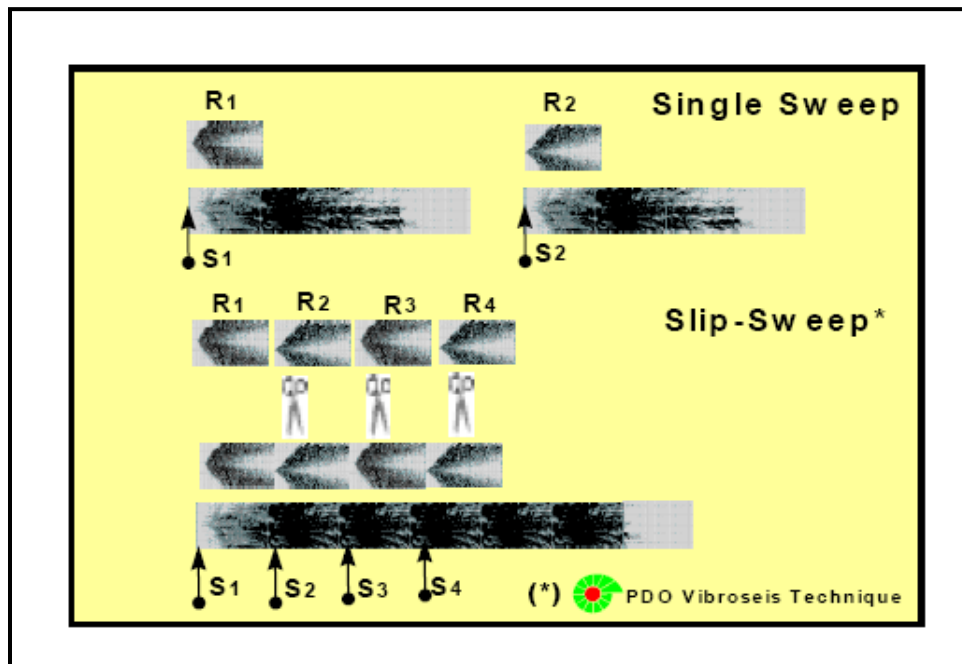 R1 R2 Single Sweep
S1 S2
R1 R2 R3 R4 Slip-Sweep*
S1 S2 S3 S4 (*) PDO Vibroseis Technique